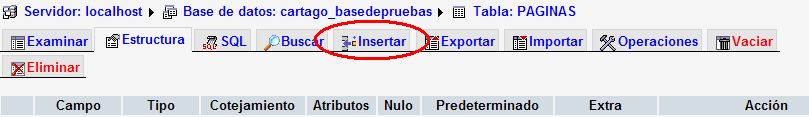 Servidor: localhost Base de datos: cartago_basedepruebas Tabla: PAGINAS
Examinar Estructura SQL Buscar Insertar Exportar Importar Operaciones Vaciar
Eliminar
Campo Tipo Cotejamiento Atributos Nulo Predeterminado Extra Acción